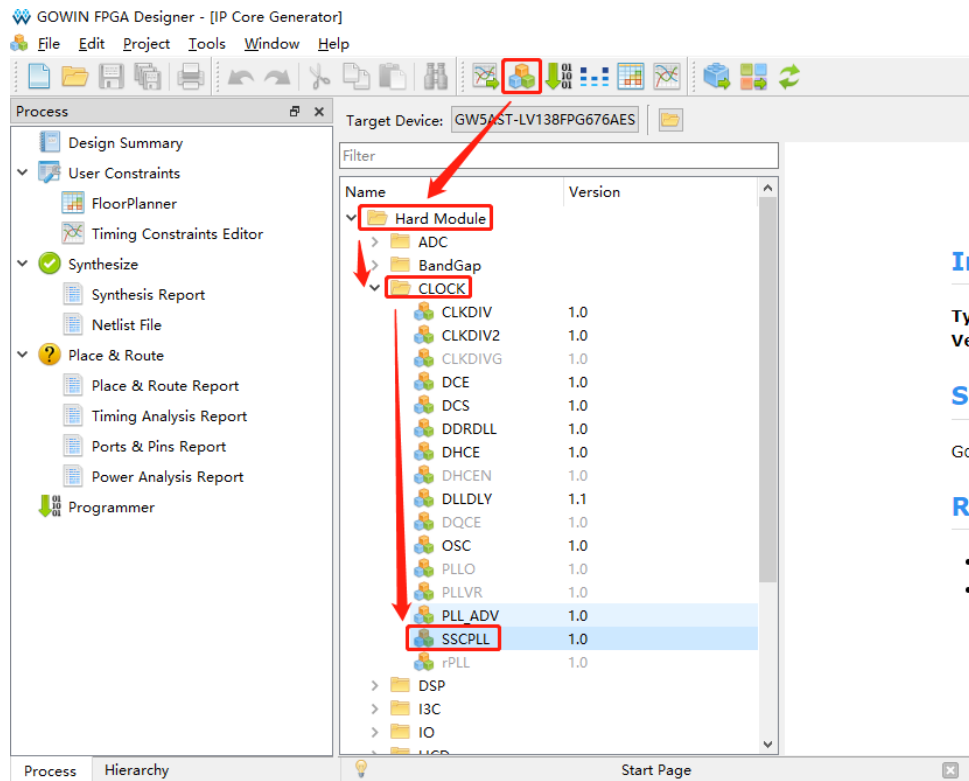 GOWIN FPGA Designer - [IP Core Generator]
File Edit Project Tools Window Help
Process
Target Device: GW5AST-LV138FPG676AES
Filter
Name Version
Design Summary
User Constraints
FloorPlanner
Timing Constraints Editor
Synthesize
Synthesis Report
Netlist File
Place & Route
Place & Route Report
Timing Analysis Report
Ports & Pins Report
Power Analysis Report
Programmer
Hard Module
ADC
BandGap
CLOCK
CLKDIV 1.0
CLKDIV2 1.0
CLKDIVG 1.0
DCE 1.0
DCS 1.0
DDRDLL 1.0
DHCE 1.0
DHCEN 1.0
DLLDLY 1.1
DQCE 1.0
OSC 1.0
PLLO 1.0
PLLVR 1.0
PLL_ADV 1.0
SSCPLL 1.0
rPLL 1.0
DSP
I3C
IO
Ty
Ve
S
Go
R
Process Hierarchy
Start Page